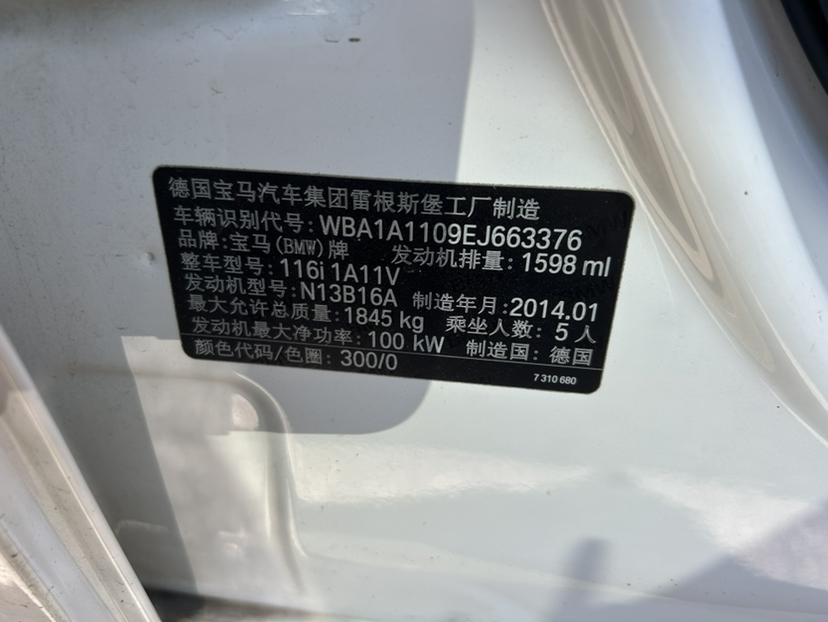 德国宝马汽车集团雷根斯堡工厂制造
车辆识别代号: WBA1A1109EJ663376
品牌: 宝马(BMW)牌 发动机排量: 1598 ml
整车型号: 116i 1A11V
发动机型号: N13B16A 制造年月: 2014.01
最大允许总质量: 1845 kg 乘坐人数: 5 人
发动机最大净功率: 100 kW 制造国: 德国
颜色代码/色圈: 300/0
7 310 680